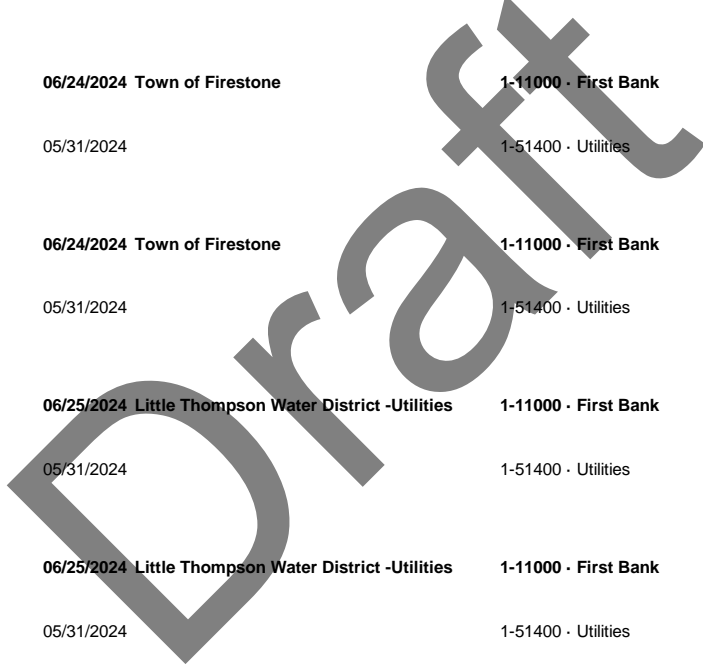 06/24/2024 Town of Firestone 1-11000 · First Bank
05/31/2024 1-51400 · Utilities
06/24/2024 Town of Firestone 1-11000 · First Bank
05/31/2024 1-51400 · Utilities
06/25/2024 Little Thompson Water District -Utilities 1-11000 · First Bank
05/31/2024 1-51400 · Utilities
06/25/2024 Little Thompson Water District -Utilities 1-11000 · First Bank
05/31/2024 1-51400 · Utilities
Draft